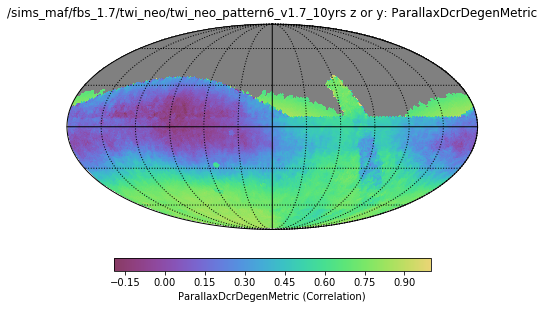 /sims_maf/fbs_1.7/twi_neo/twi_neo_pattern6_v1.7_10yrs z or y: ParallaxDcrDegenMetric
−0.15 0.00 0.15 0.30 0.45 0.60 0.75 0.90
ParallaxDcrDegenMetric (Correlation)